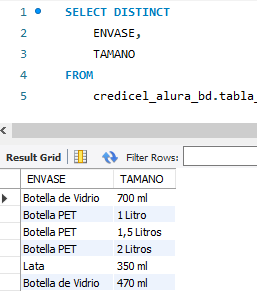 1 SELECT DISTINCT
2 ENVASE,
3 TAMANO
4 FROM
5 credicel_alura_bd.tabla_
Result Grid Filter Rows:
ENVASE TAMANO
Botella de Vidrio 700 ml
Botella PET 1 Litro
Botella PET 1,5 Litros
Botella PET 2 Litros
Lata 350 ml
Botella de Vidrio 470 ml